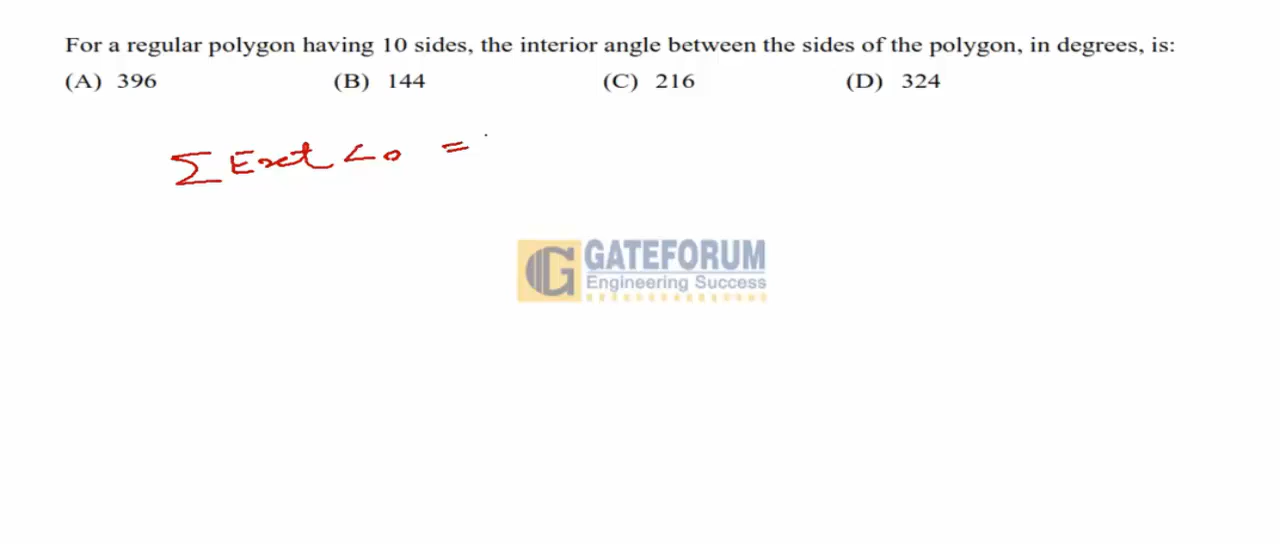 For a regular polygon having 10 sides, the interior angle between the sides of the polygon, in degrees, is:
(A) 396 (B) 144 (C) 216 (D) 324
∑ Ext <s =
GATEFORUM
Engineering Success